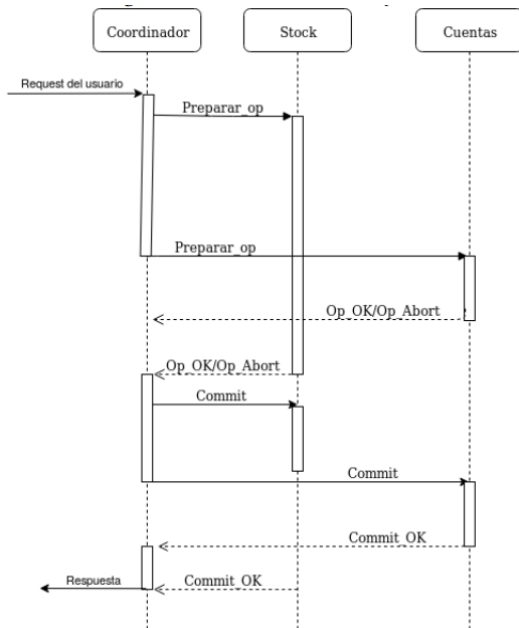 Coordinador
Stock
Cuentas
Request del usuario
Preparar_op
Preparar_op
Op_OK/Op_Abort
Op_OK/Op_Abort
Commit
Commit
Commit_OK
Respuesta
Commit_OK